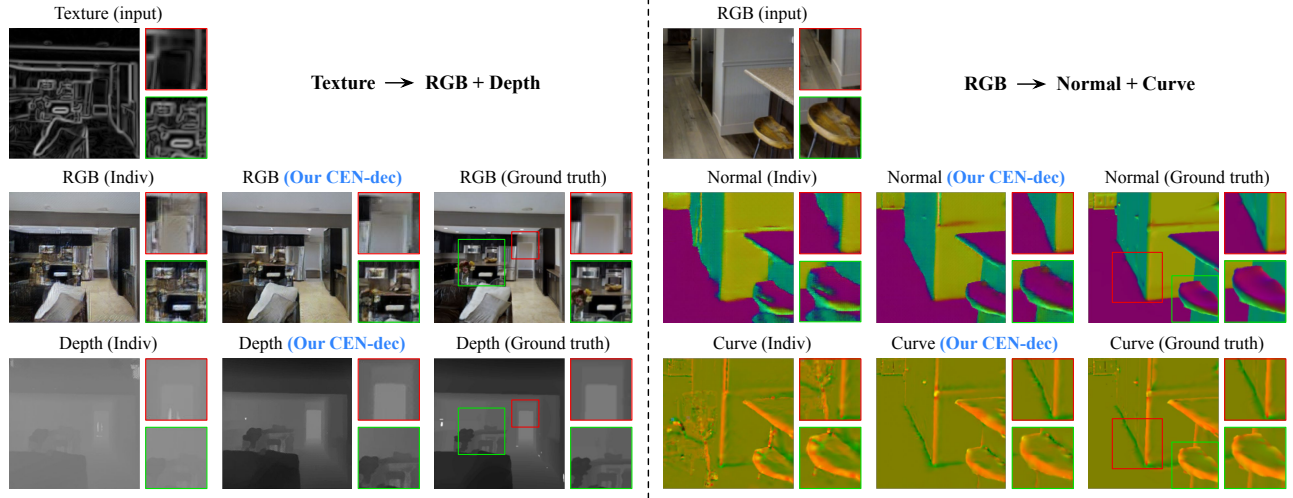 Texture (input)
Texture → RGB + Depth
RGB (Indiv)
RGB (Our CEN-dec)
RGB (Ground truth)
Depth (Indiv)
Depth (Our CEN-dec)
Depth (Ground truth)
RGB (input)
RGB → Normal + Curve
Normal (Indiv)
Normal (Our CEN-dec)
Normal (Ground truth)
Curve (Indiv)
Curve (Our CEN-dec)
Curve (Ground truth)